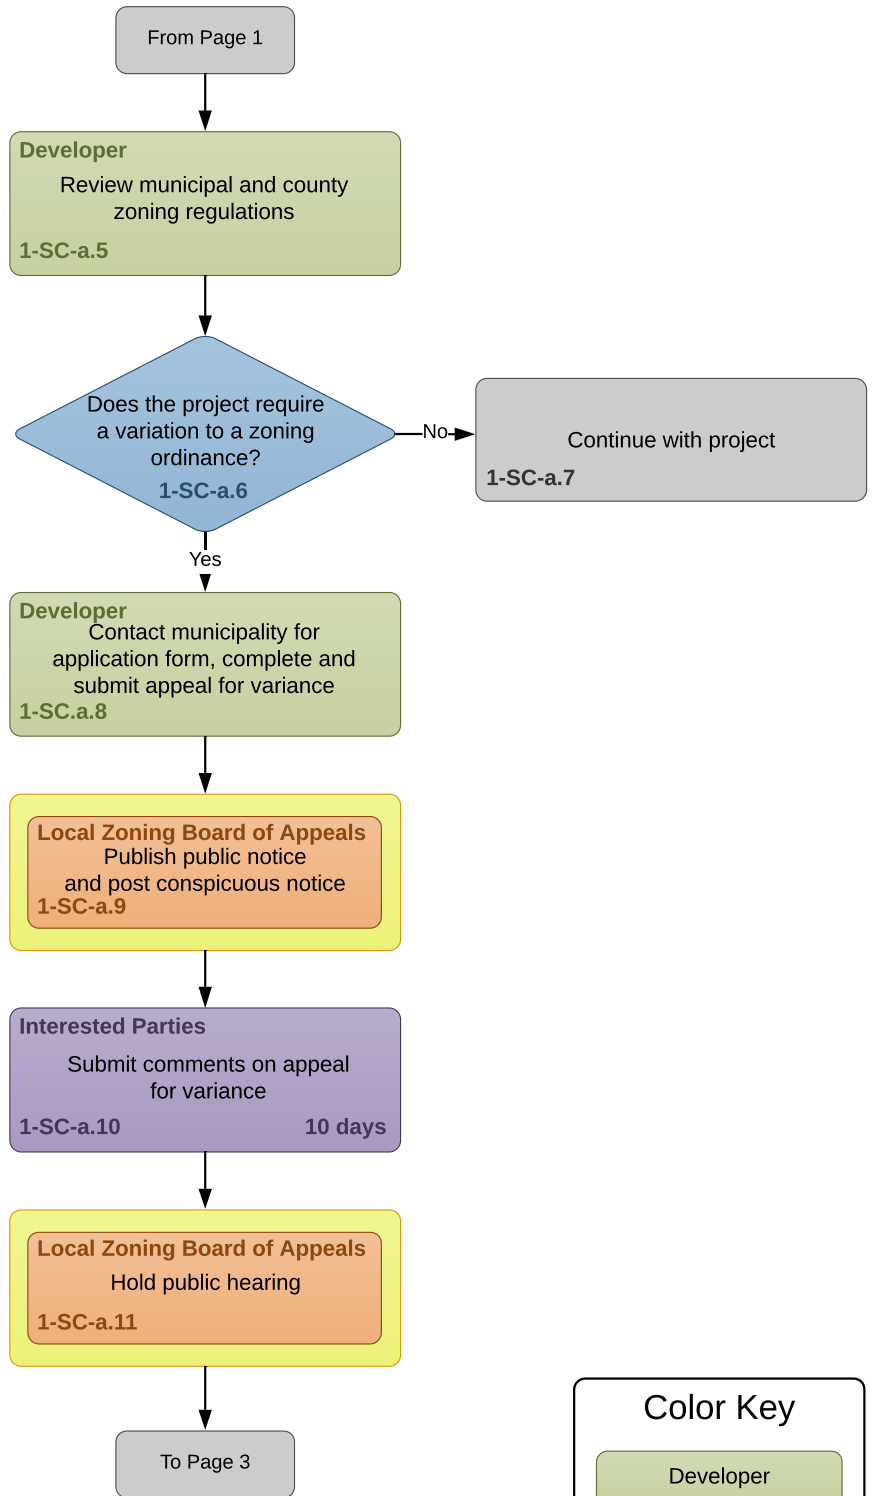 From Page 1
Developer
Review municipal and county
zoning regulations
1-SC-a.5
Does the project require
a variation to a zoning
ordinance?
1-SC-a.6
No
Continue with project
1-SC-a.7
Yes
Developer
Contact municipality for
application form, complete and
submit appeal for variance
1-SC.a.8
Local Zoning Board of Appeals
Publish public notice
and post conspicuous notice
1-SC-a.9
Interested Parties
Submit comments on appeal
for variance
1-SC-a.10 10 days
Local Zoning Board of Appeals
Hold public hearing
1-SC-a.11
To Page 3
Color Key
Developer